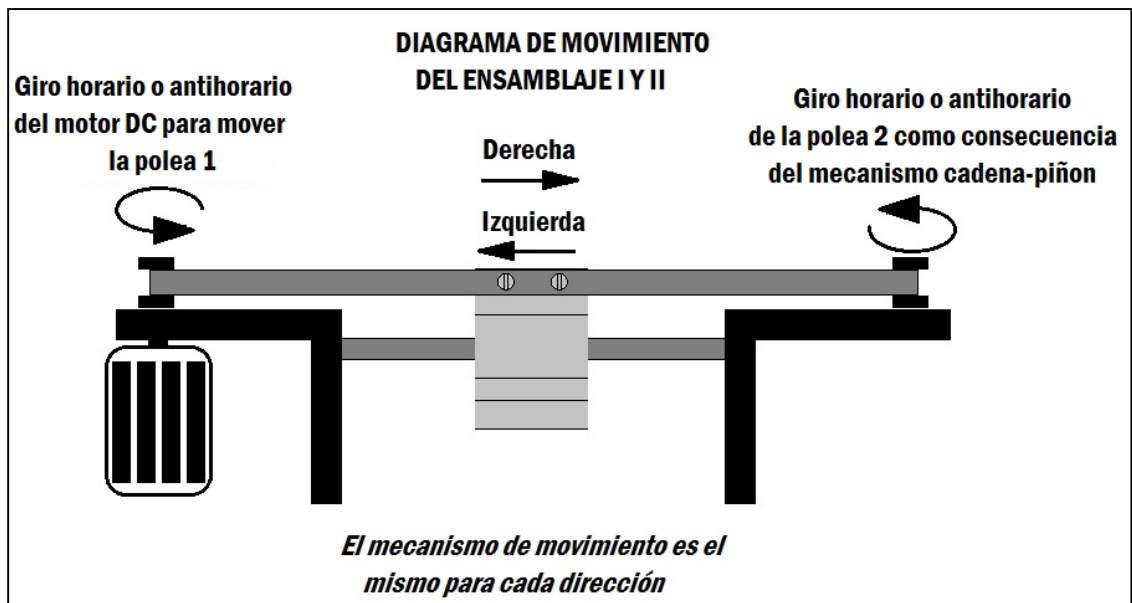 DIAGRAMA DE MOVIMIENTO
DEL ENSAMBLAJE I Y II
Giro horario o antihorario
del motor DC para mover
la polea 1
Derecha
Izquierda
Giro horario o antihorario
de la polea 2 como consecuencia
del mecanismo cadena-piñon
El mecanismo de movimiento es el
mismo para cada dirección